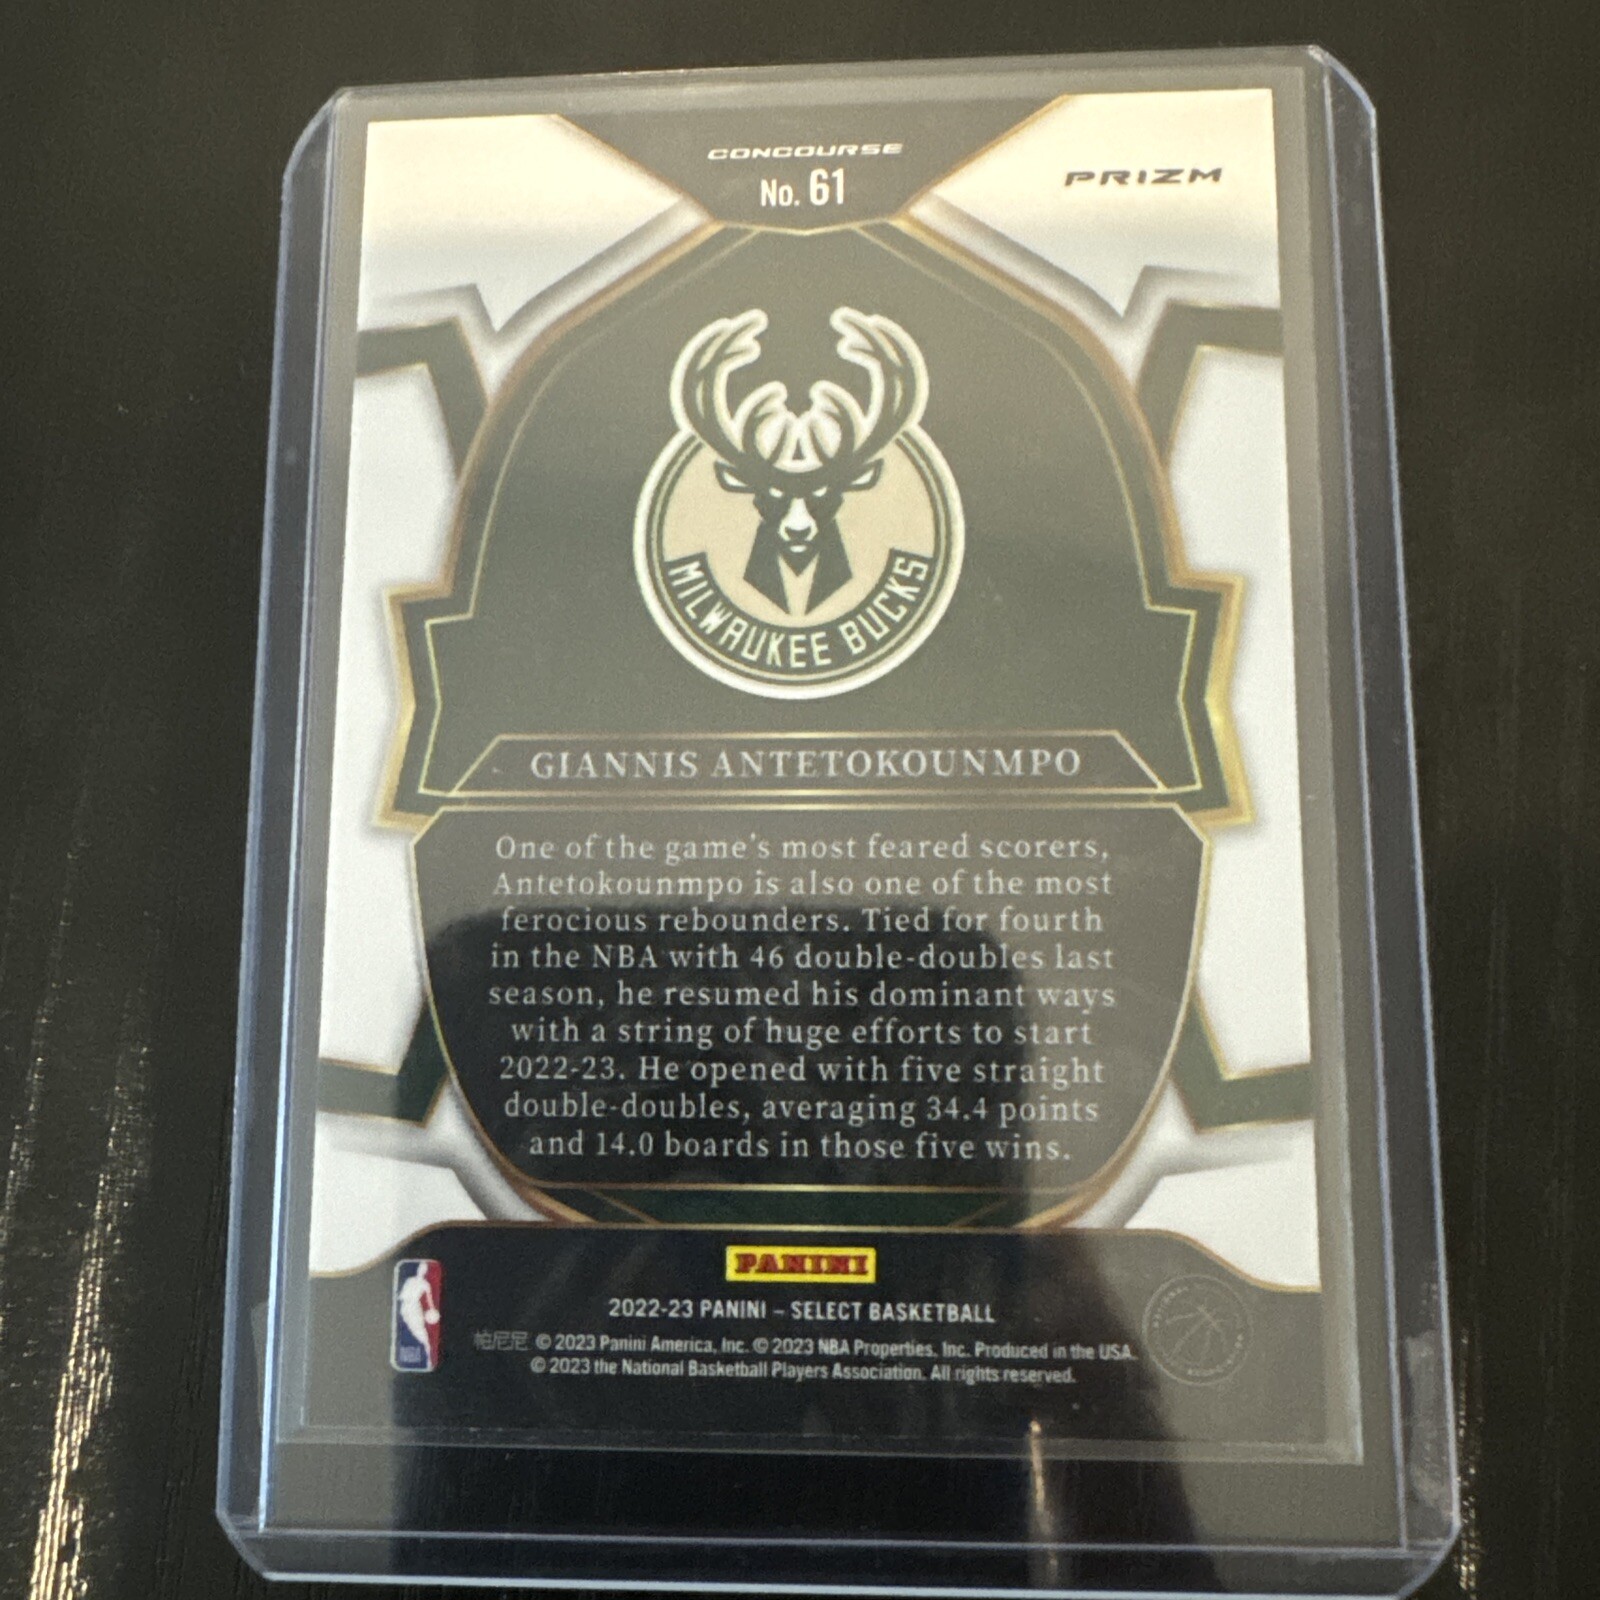 CONCOURSE
No. 61
PRIZM
MILWAUKEE BUCKS
GIANNIS ANTETOKOUNMPO
One of the game's most feared scorers,
Antetokounmpo is also one of the most
ferocious rebounders. Tied for fourth
in the NBA with 46 double-doubles last
season, he resumed his dominant ways
with a string of huge efforts to start
2022-23. He opened with five straight
double-doubles, averaging 34.4 points
and 14.0 boards in those five wins.
PANINI
NBA
2022-23 PANINI – SELECT BASKETBALL
帕尼尼 © 2023 Panini America, Inc. © 2023 NBA Properties, Inc. Produced in the USA.
© 2023 the National Basketball Players Association. All rights reserved.